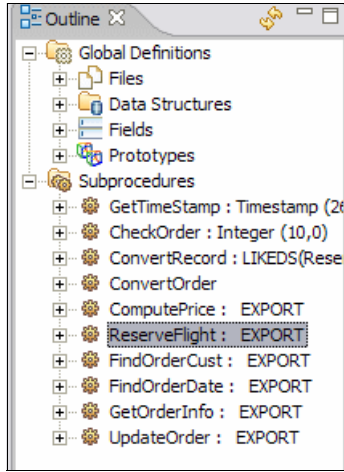 Outline
Global Definitions
Files
Data Structures
Fields
Prototypes
Subprocedures
GetTimeStamp : Timestamp (26
CheckOrder : Integer (10,0)
ConvertRecord : LIKEDS(Rese
ConvertOrder
ComputePrice : EXPORT
ReserveFlight : EXPORT
FindOrderCust : EXPORT
FindOrderDate : EXPORT
GetOrderInfo : EXPORT
UpdateOrder : EXPORT